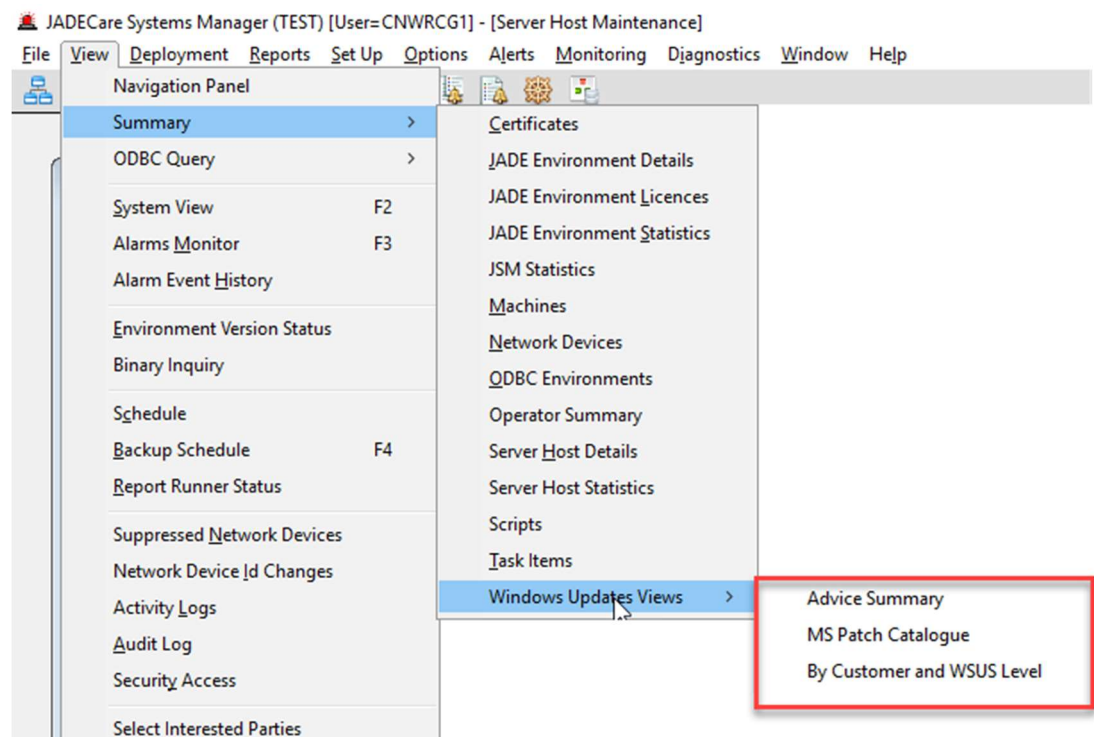 JADECare Systems Manager (TEST) [User=CNWRCG1] - [Server Host Maintenance]
File View Deployment Reports Set Up Options Alerts Monitoring Diagnostics Window Help
Navigation Panel
Summary >
ODBC Query >
System View F2
Alarms Monitor F3
Alarm Event History
Environment Version Status
Binary Inquiry
Schedule
Backup Schedule F4
Report Runner Status
Suppressed Network Devices
Network Device Id Changes
Activity Logs
Audit Log
Security Access
Select Interested Parties
Certificates
JADE Environment Details
JADE Environment Licences
JADE Environment Statistics
JSM Statistics
Machines
Network Devices
ODBC Environments
Operator Summary
Server Host Details
Server Host Statistics
Scripts
Task Items
Windows Updates Views >
Advice Summary
MS Patch Catalogue
By Customer and WSUS Level